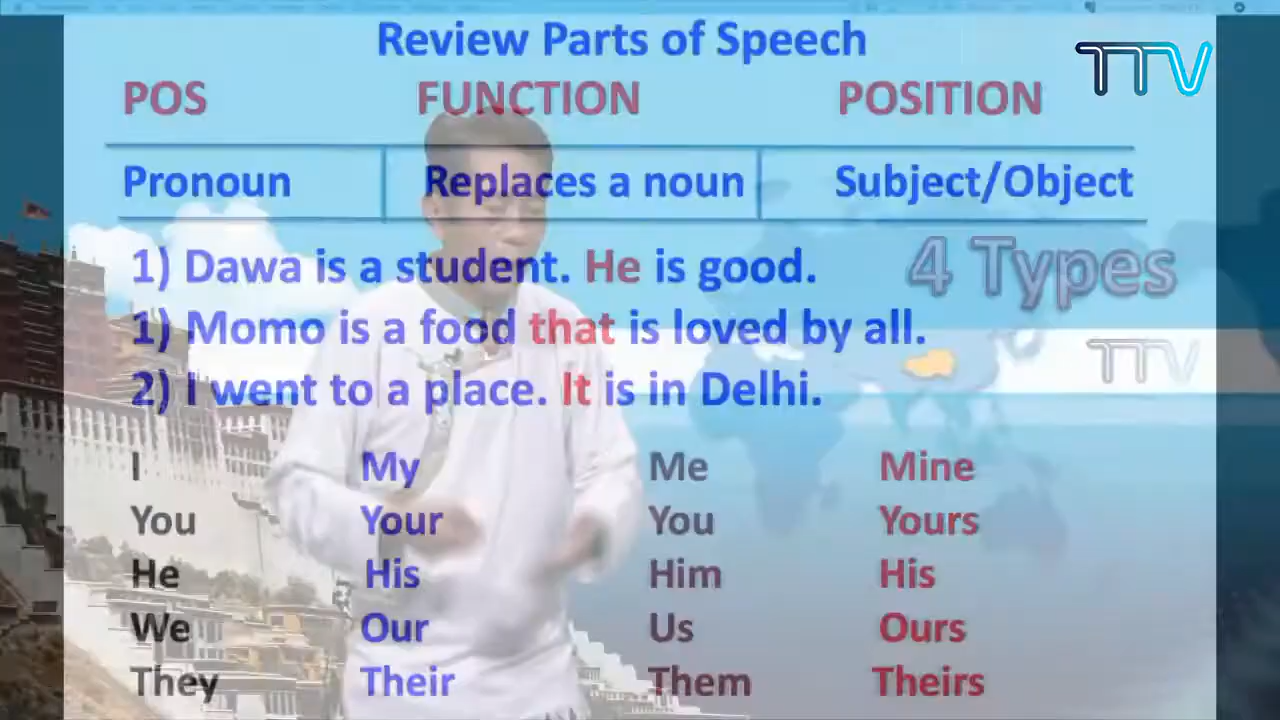 Review Parts of Speech
TTV
POS FUNCTION POSITION
Pronoun Replaces a noun Subject/Object
1) Dawa is a student. He is good.
4 Types
1) Momo is a food that is loved by all.
TTV
2) I went to a place. It is in Delhi.
I My Me Mine
You Your You Yours
He His Him His
We Our Us Ours
They Their Them Theirs